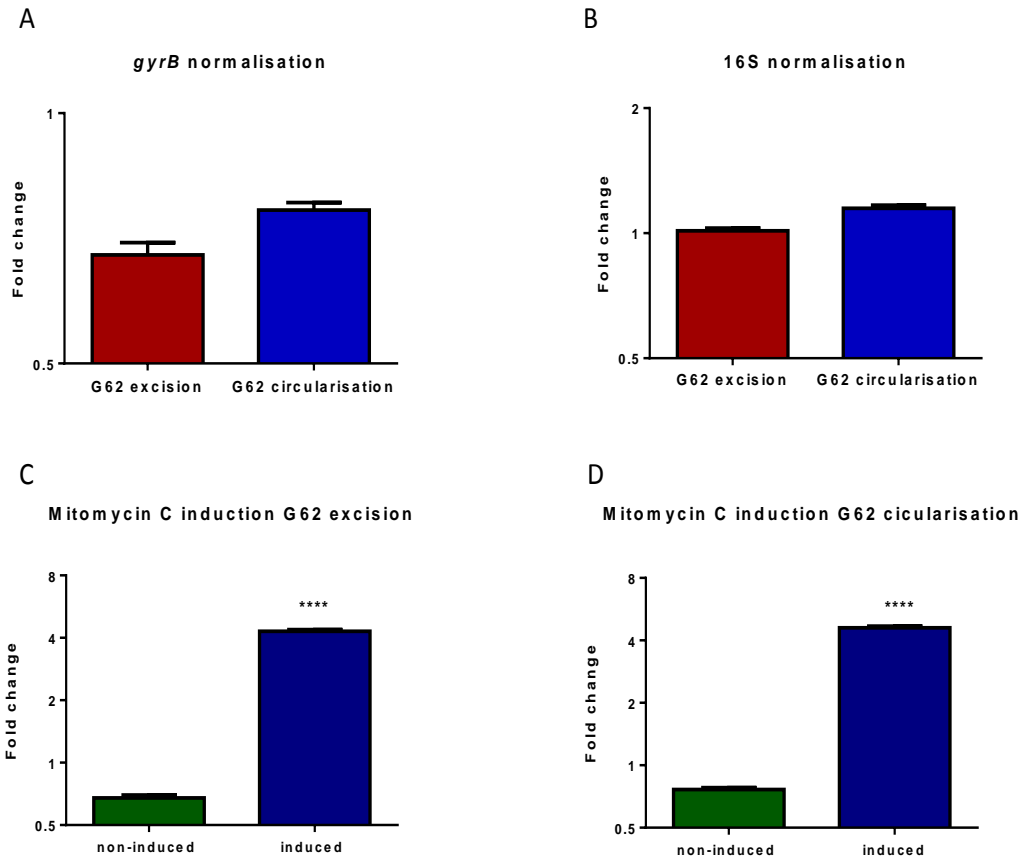 A
gyrB normalisation
1
0.5
Fold change
G62 excision
G62 circularisation
B
16S normalisation
2
1
0.5
Fold change
G62 excision
G62 circularisation
C
Mitomycin C induction G62 excision
8
4
2
1
0.5
Fold change
****
non-induced
induced
D
Mitomycin C induction G62 cicularisation
8
4
2
1
0.5
Fold change
****
non-induced
induced